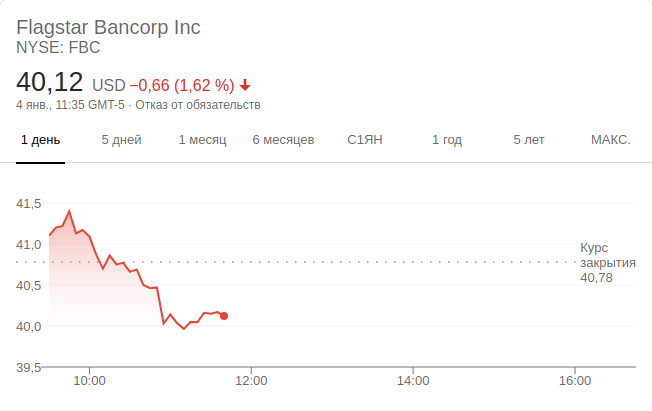 Flagstar Bancorp Inc
NYSE: FBC
40,12 USD −0,66 (1,62 %)
4 янв., 11:35 GMT-5 · Отказ от обязательств
1 день 5 дней 1 месяц 6 месяцев С1ЯН 1 год 5 лет МАКС.
41,5
41,0
Курс
закрытия
40,78
40,5
40,0
39,5
10:00 12:00 14:00 16:00